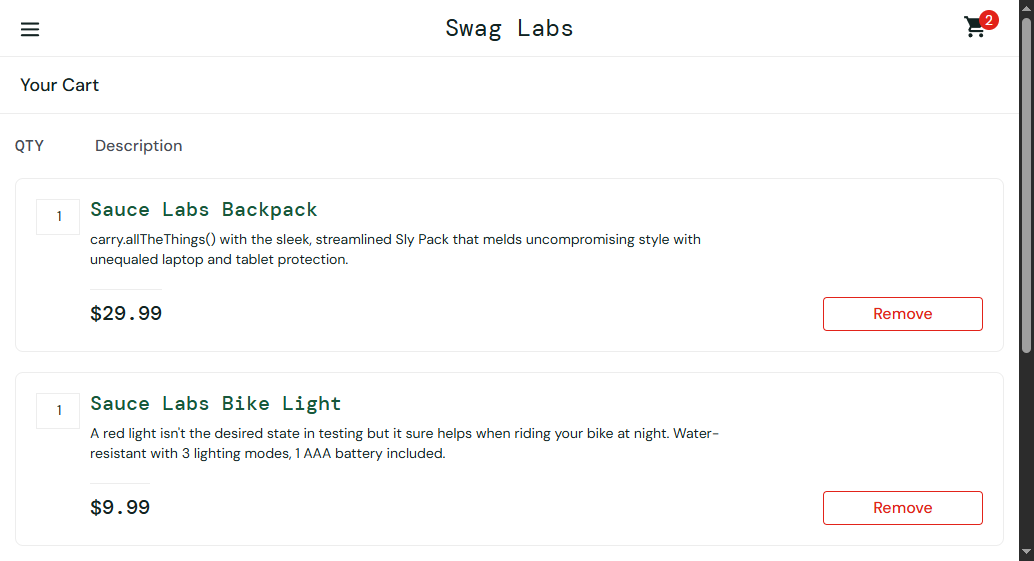 Swag Labs
2
Your Cart
QTY Description
1
Sauce Labs Backpack
carry.allTheThings() with the sleek, streamlined Sly Pack that melds uncompromising style with
unequaled laptop and tablet protection.
$29.99
Remove
1
Sauce Labs Bike Light
A red light isn't the desired state in testing but it sure helps when riding your bike at night. Water-
resistant with 3 lighting modes, 1 AAA battery included.
$9.99
Remove